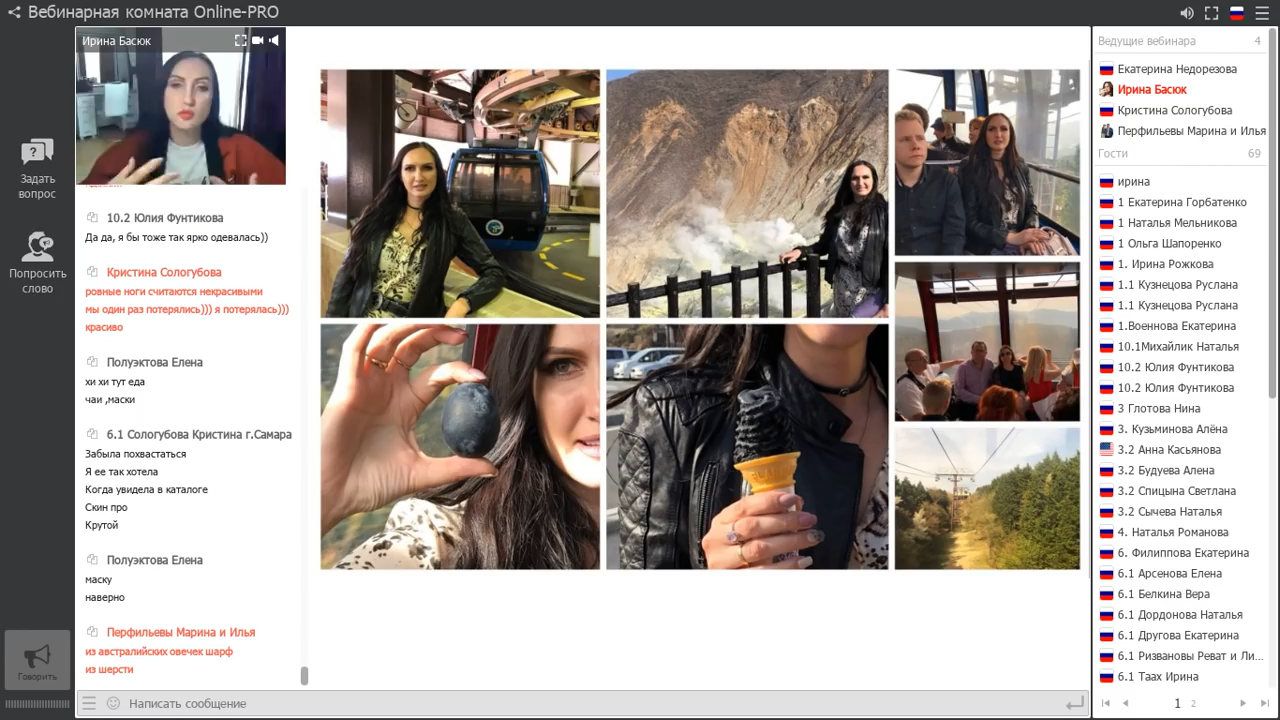 Вебинарная комната Online-PRO
Задать
вопрос
Попросить
слово
Говорить
Ирина Басюк
10.2 Юлия Фунтикова
Да да, я бы тоже так ярко одевалась))
Кристина Сологубова
ровные ноги считаются некрасивыми
мы один раз потерялись))) я потерялась)))
красиво
Полуэктова Елена
хи хи тут еда
чаи ,маски
6.1 Сологубова Кристина г.Самара
Забыла похвастаться
Я ее так хотела
Когда увидела в каталоге
Скин про
Крутой
Полуэктова Елена
маску
наверно
Перфильевы Марина и Илья
из австралийских овечек шарф
из шерсти
Написать сообщение
Ведущие вебинара 4
Екатерина Недорезова
Ирина Басюк
Кристина Сологубова
Перфильевы Марина и Илья
Гости 69
ирина
1 Екатерина Горбатенко
1 Наталья Мельникова
1 Ольга Шапоренко
1. Ирина Рожкова
1.1 Кузнецова Руслана
1.1 Кузнецова Руслана
1.Военнова Екатерина
10.1Михайлик Наталья
10.2 Юлия Фунтикова
10.2 Юлия Фунтикова
3 Глотова Нина
3. Кузьминова Алёна
3.2 Анна Касьянова
3.2 Будуева Алена
3.2 Спицына Светлана
3.2 Сычева Наталья
4. Наталья Романова
6. Филиппова Екатерина
6.1 Арсенова Елена
6.1 Белкина Вера
6.1 Дордонова Наталья
6.1 Другова Екатерина
6.1 Ризвановы Реват и Ли...
6.1 Таах Ирина
1 2